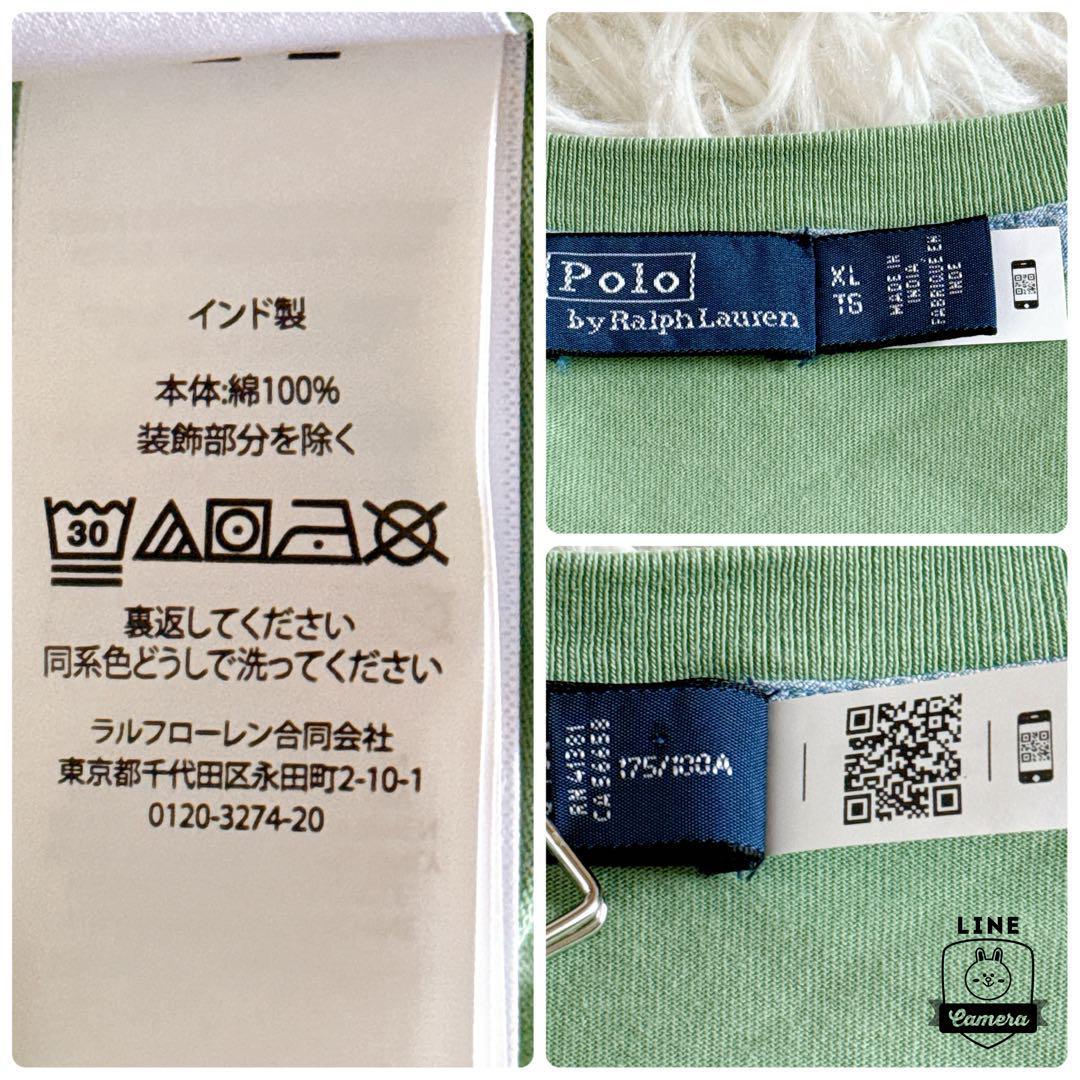 インド製
本体:綿100%
装飾部分を除く
30
裏返してください
同系色どうしで洗ってください
ラルフローレン合同会社
東京都千代田区永田町2-10-1
0120-3274-20
Polo
by Ralph Lauren
XL
TG
MADE IN
INDIA
FABRIQUE EN
INDE
RN 41381
175/100A
LINE
Camera